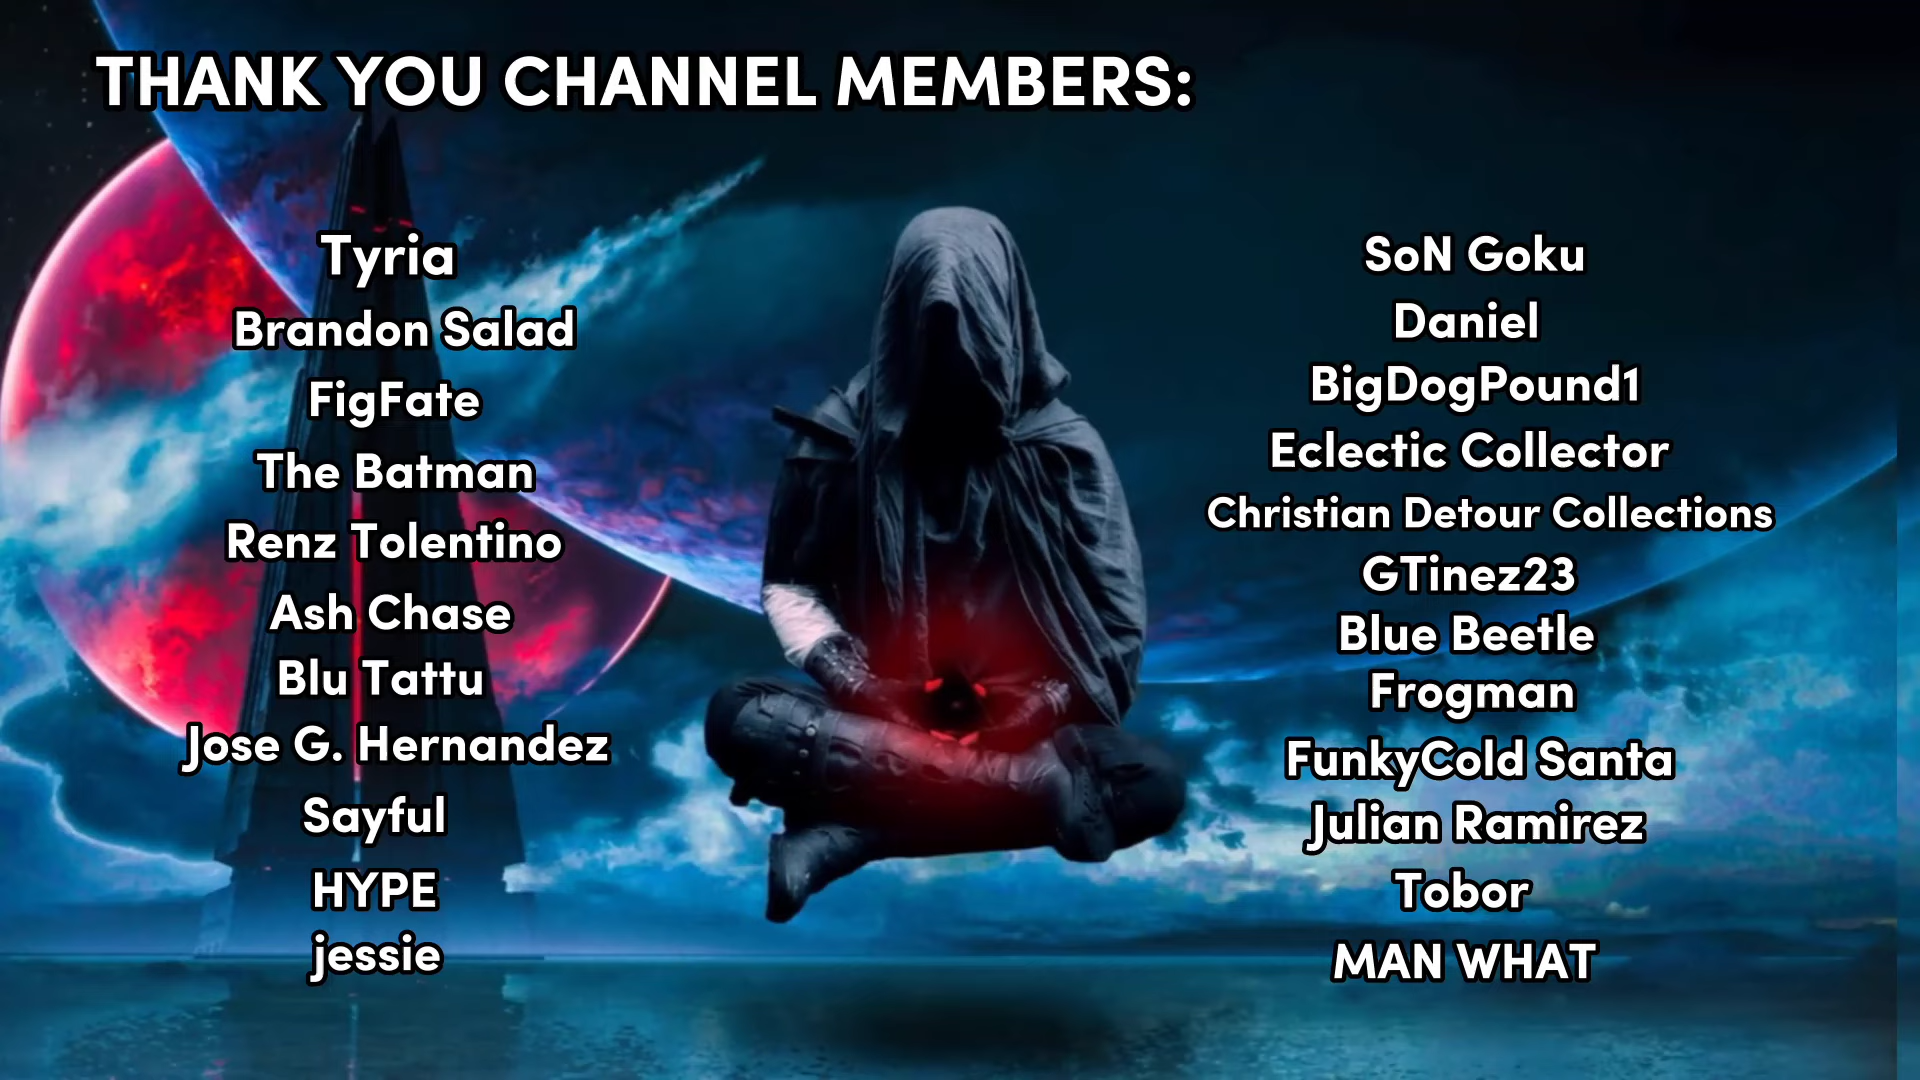 THANK YOU CHANNEL MEMBERS:
Tyria
Brandon Salad
FigFate
The Batman
Renz Tolentino
Ash Chase
Blu Tattu
Jose G. Hernandez
Sayful
HYPE
jessie
SoN Goku
Daniel
BigDogPound1
Eclectic Collector
Christian Detour Collections
GTinez23
Blue Beetle
Frogman
FunkyCold Santa
Julian Ramirez
Tobor
MAN WHAT